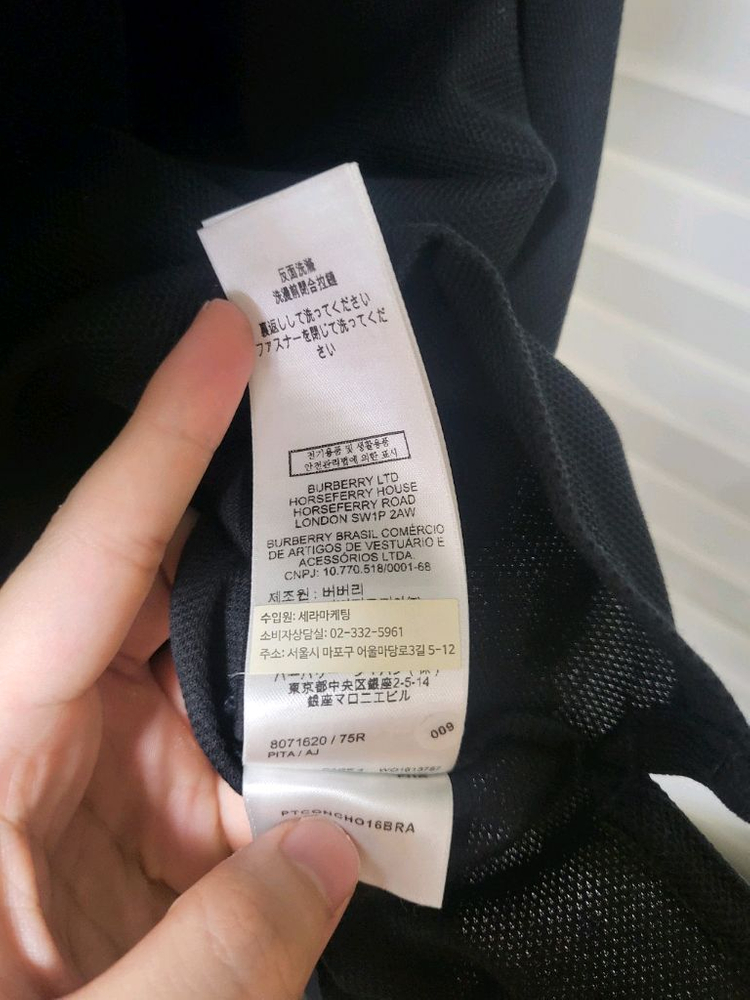 反面洗滌
洗滌前閉合拉鏈
裏返しして洗ってください
ファスナーを閉じて洗ってくだ
さい
전기용품 및 생활용품
안전관리법에 의한 표시
BURBERRY LTD
HORSEFERRY HOUSE
HORSEFERRY ROAD
LONDON SW1P 2AW
BURBERRY BRASIL COMÉRCIO
DE ARTIGOS DE VESTUÁRIO E
ACESSÓRIOS LTDA.
CNPJ: 10.770.518/0001-68
제조원 : 버버리
수입원: 세라마케팅
소비자상담실: 02-332-5961
주소: 서울시 마포구 어울마당로3길 5-12
東京都中央区銀座2-5-14
銀座マロニエビル
8071620 / 75R
009
PITA / AJ
PTCONCHO16BRA